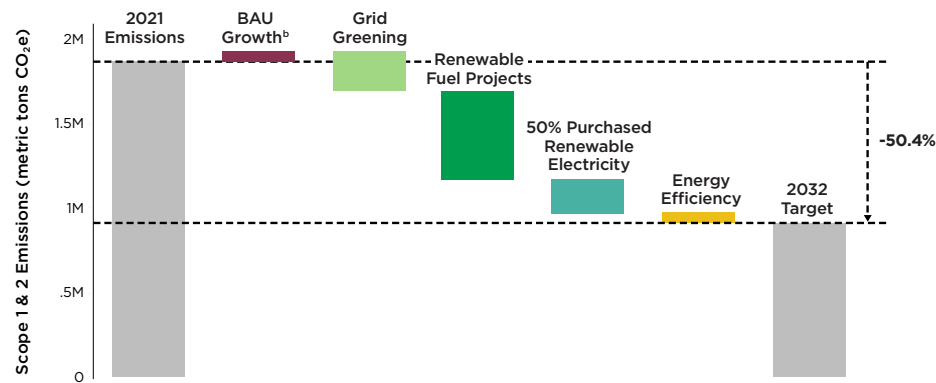 Scope 1 & 2 Emissions (metric tons CO₂e)
2M
1.5M
1M
.5M
0
2021
Emissions
BAU
Growthᵇ
Grid
Greening
Renewable
Fuel Projects
50% Purchased
Renewable
Electricity
Energy
Efficiency
2032
Target
-50.4%